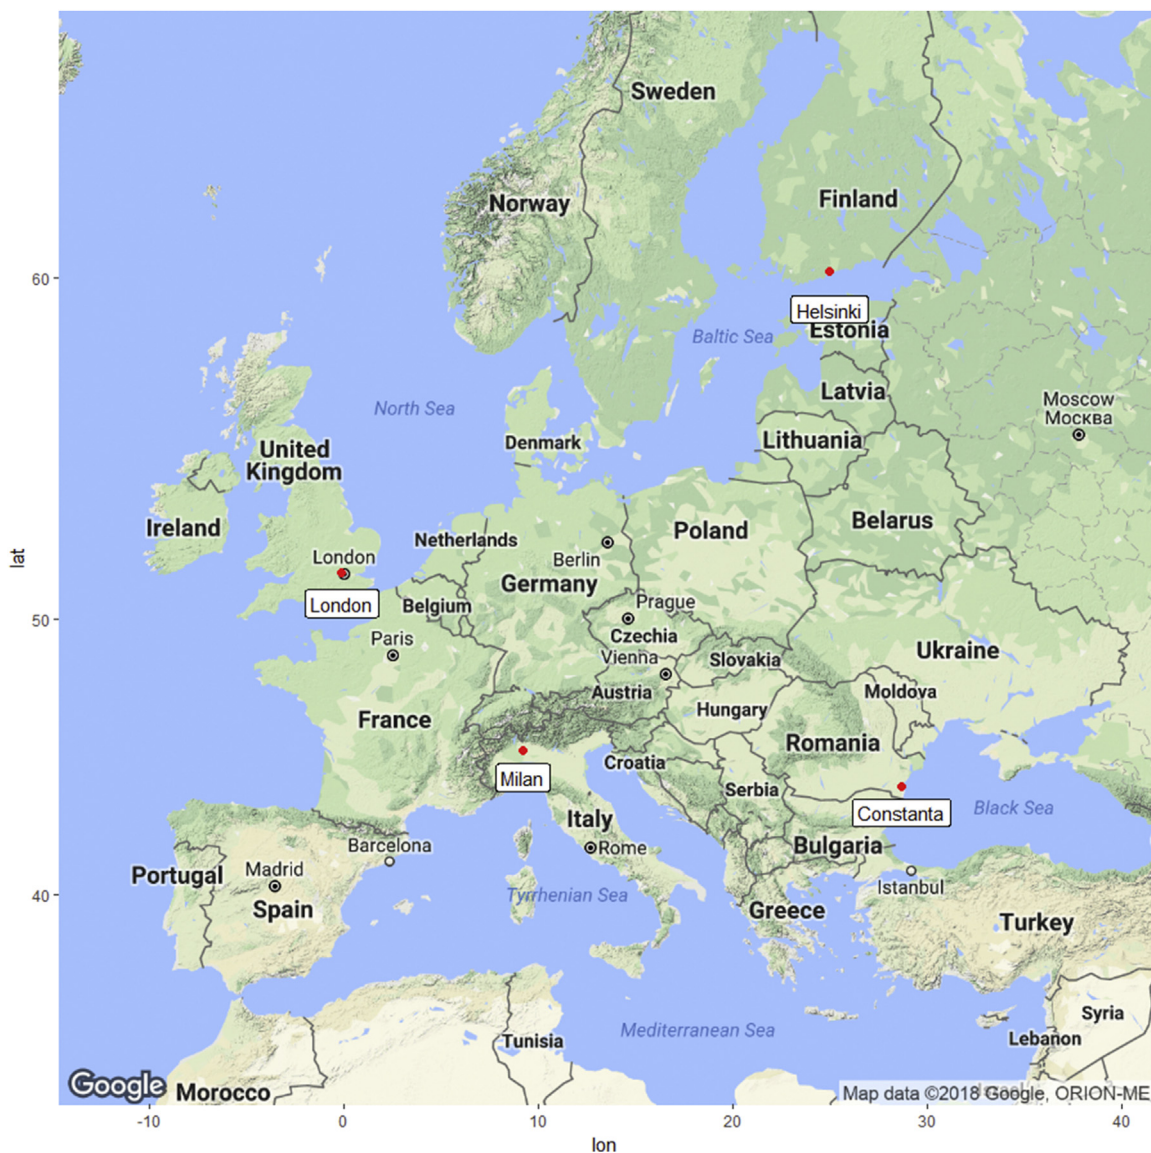 Sweden
Norway
Finland
60
Helsinki
Estonia
Baltic Sea
Latvia
Moscow
Москва
North Sea
Denmark
Lithuania
United
Kingdom
Ireland
Netherlands
Poland
Belarus
London
Berlin
lat
Germany
London
Belgium
Prague
50
Paris
Czechia
Ukraine
Vienna
Slovakia
Austria
Moldova
France
Hungary
Romania
Croatia
Milan
Serbia
Constanta
Black Sea
Italy
Barcelona
Rome
Bulgaria
Portugal
Madrid
Istanbul
40
Tyrrhenian Sea
Spain
Greece
Turkey
Syria
Mediterranean Sea
Tunisia
Lebanon
Google
Morocco
Map data ©2018 Google, ORION-ME
-10
0
10
20
30
40
lon